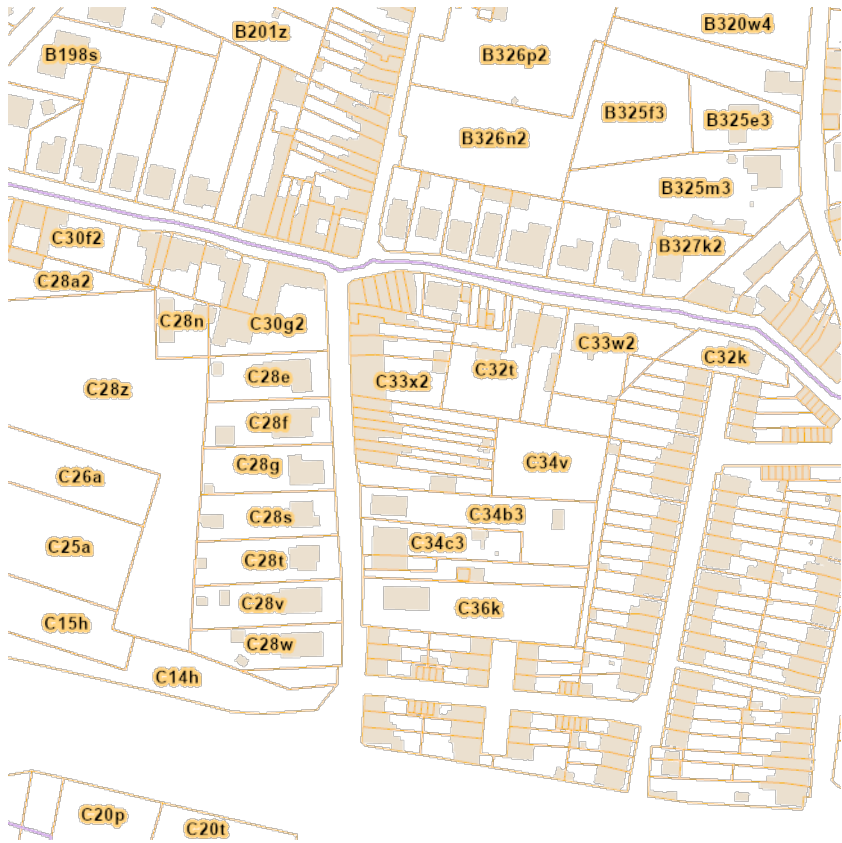 B320w4
B201z
B198s
B326p2
B325f3
B325e3
B326n2
B325m3
C30f2
B327k2
C28a2
C28n
C30g2
C33w2
C32k
C32t
C28e
C33x2
C28z
C28f
C34v
C28g
C26a
C34b3
C28s
C34c3
C25a
C28t
C28v
C36k
C15h
C28w
C14h
C20p
C20t